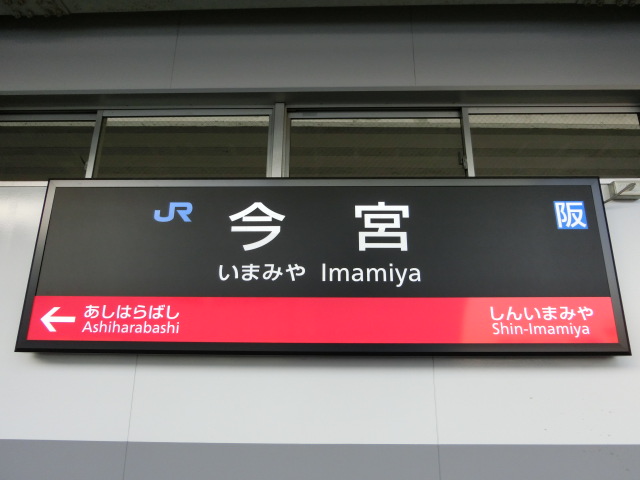 JR 今宮 阪
いまみや Imamiya
← あしはらばし しんいまみや
Ashiharabashi Shin-Imamiya